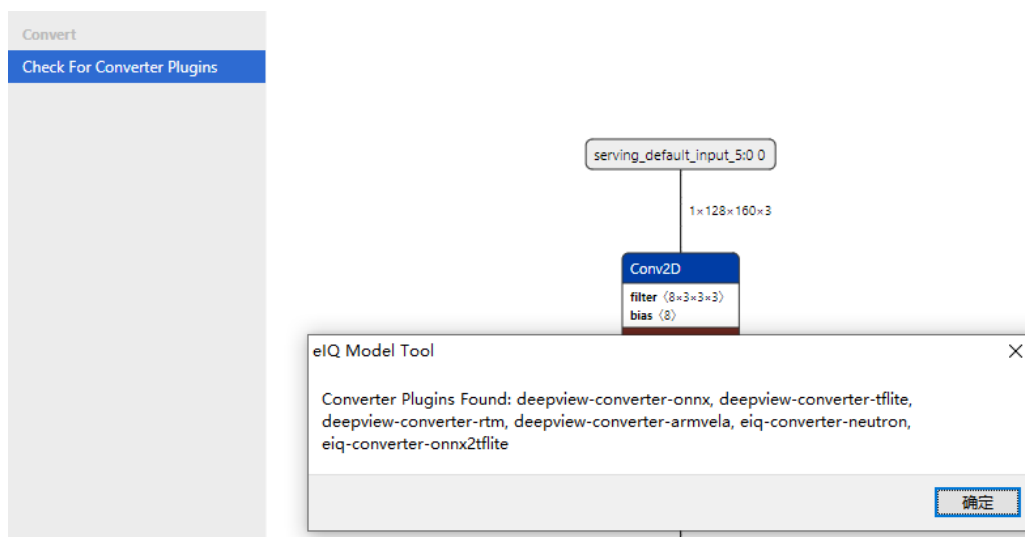 Convert
Check For Converter Plugins
serving_default_input_5:0 0
1×128×160×3
Conv2D
filter ⟨8×3×3×3⟩
bias ⟨8⟩
eIQ Model Tool
Converter Plugins Found: deepview-converter-onnx, deepview-converter-tflite,
deepview-converter-rtm, deepview-converter-armvela, eiq-converter-neutron,
eiq-converter-onnx2tflite
确定